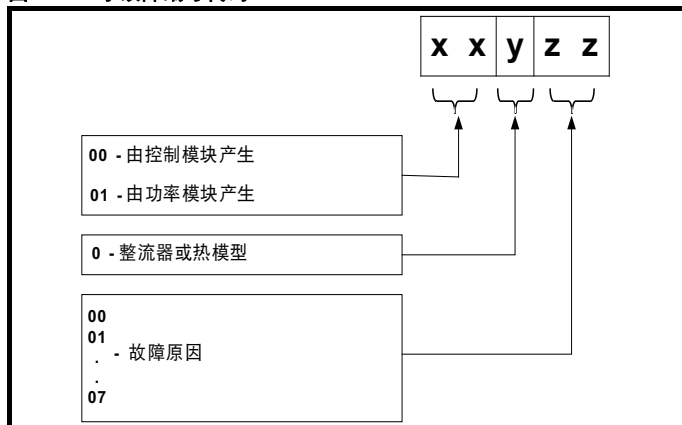 x x y z z
00 - 由控制模块产生
01 - 由功率模块产生
0 - 整流器或热模型
00
01
.
- 故障原因
.
07